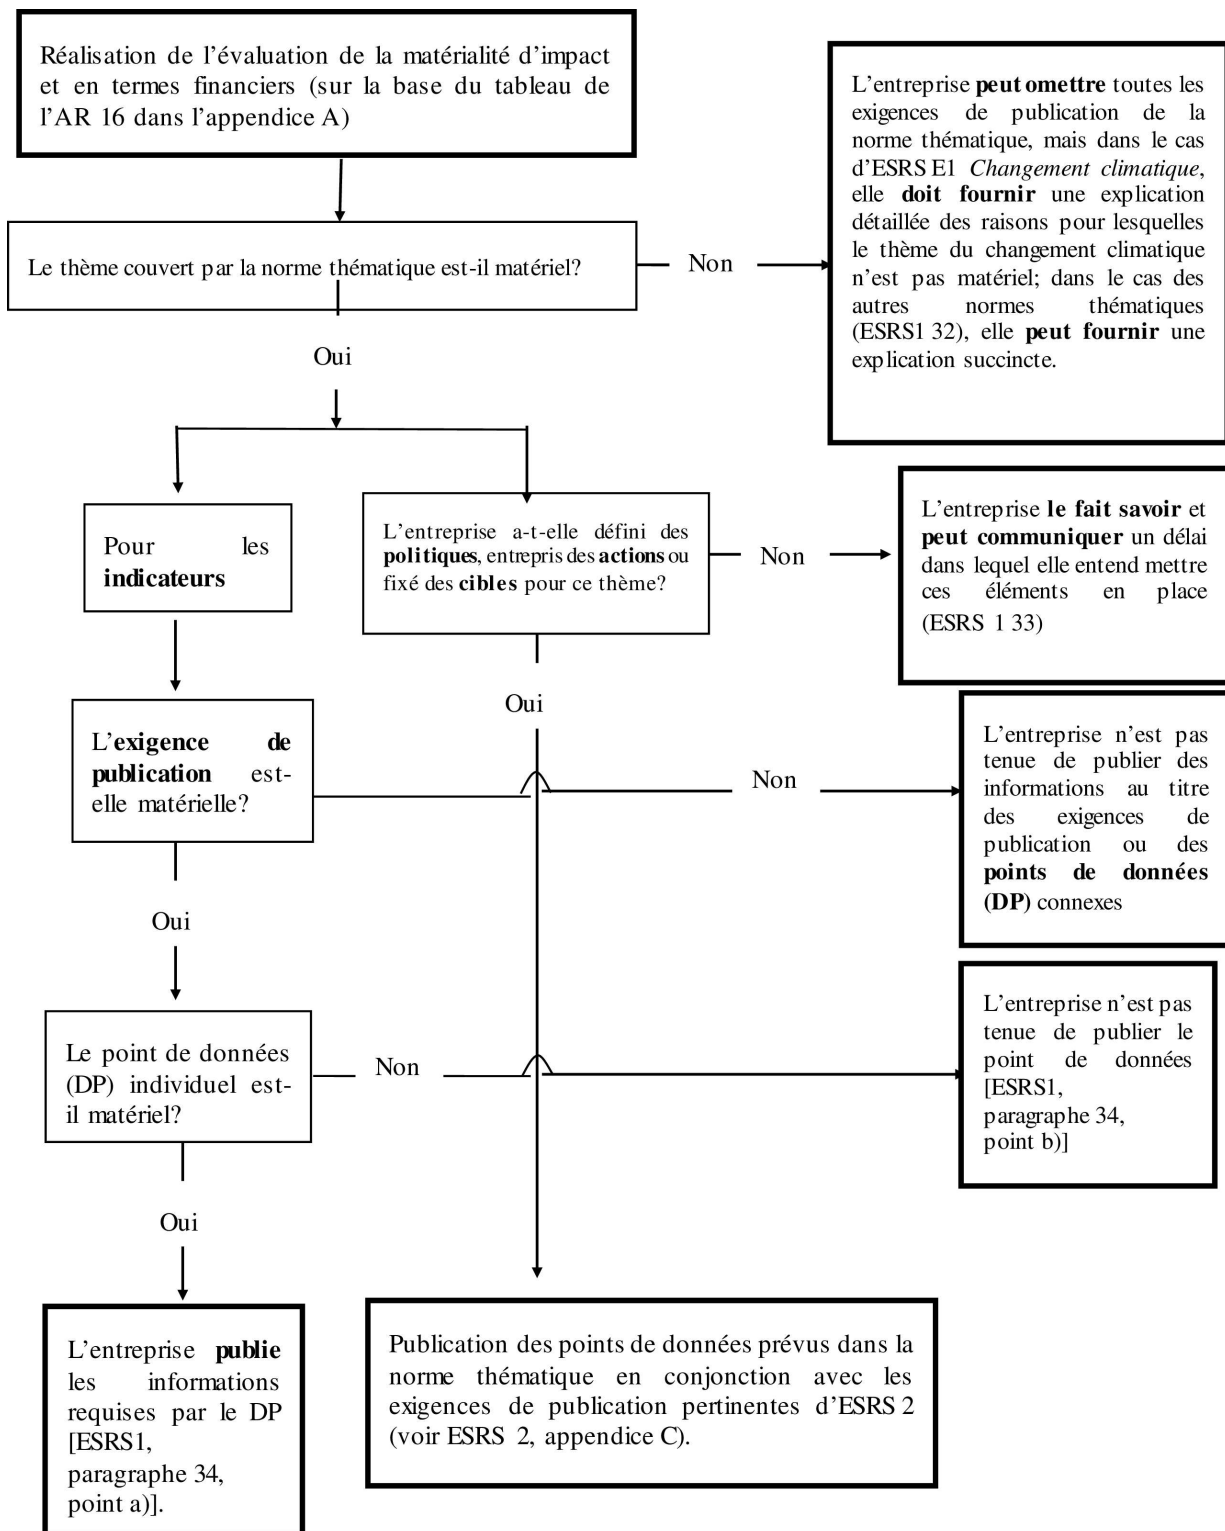 Réalisation de l’évaluation de la matérialité d’impact
et en termes financiers (sur la base du tableau de
l’AR 16 dans l’appendice A)
L’entreprise peut omettre toutes les
exigences de publication de la
norme thématique, mais dans le cas
d’ESRS E1 Changement climatique,
elle doit fournir une explication
détaillée des raisons pour lesquelles
le thème du changement climatique
n’est pas matériel; dans le cas des
autres normes thématiques
(ESRS1 32), elle peut fournir une
explication succincte.
Le thème couvert par la norme thématique est-il matériel?
Non
Oui
Pour les
indicateurs
L’entreprise a-t-elle défini des
politiques, entrepris des actions ou
fixé des cibles pour ce thème?
Non
L’entreprise le fait savoir et
peut communiquer un délai
dans lequel elle entend mettre
ces éléments en place
(ESRS 1 33)
Oui
L’exigence de
publication est-
elle matérielle?
Non
L’entreprise n’est pas
tenue de publier des
informations au titre
des exigences de
publication ou des
points de données
(DP) connexes
Oui
Le point de données
(DP) individuel est-
il matériel?
Non
L’entreprise n’est pas
tenue de publier le
point de données
[ESRS1,
paragraphe 34,
point b)]
Oui
L’entreprise publie
les informations
requises par le DP
[ESRS1,
paragraphe 34,
point a)].
Publication des points de données prévus dans la
norme thématique en conjonction avec les
exigences de publication pertinentes d’ESRS 2
(voir ESRS 2, appendice C).